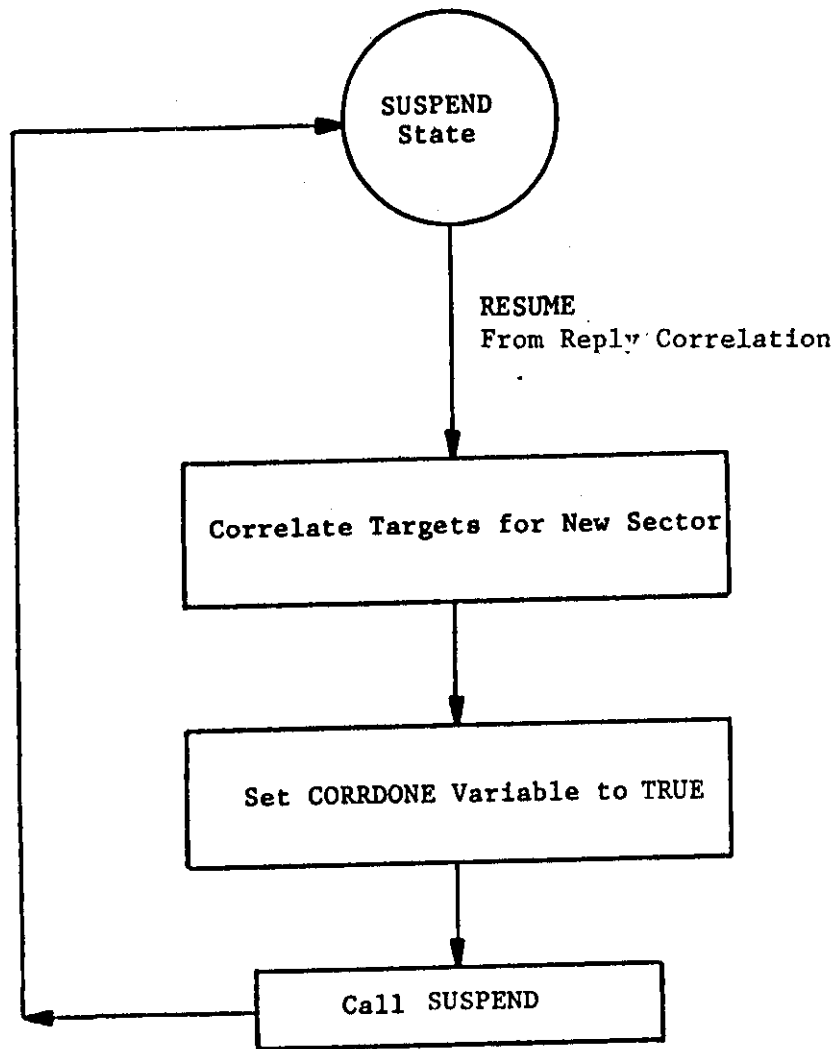 SUSPEND
State
RESUME
From Reply Correlation
Correlate Targets for New Sector
Set CORRDONE Variable to TRUE
Call SUSPEND